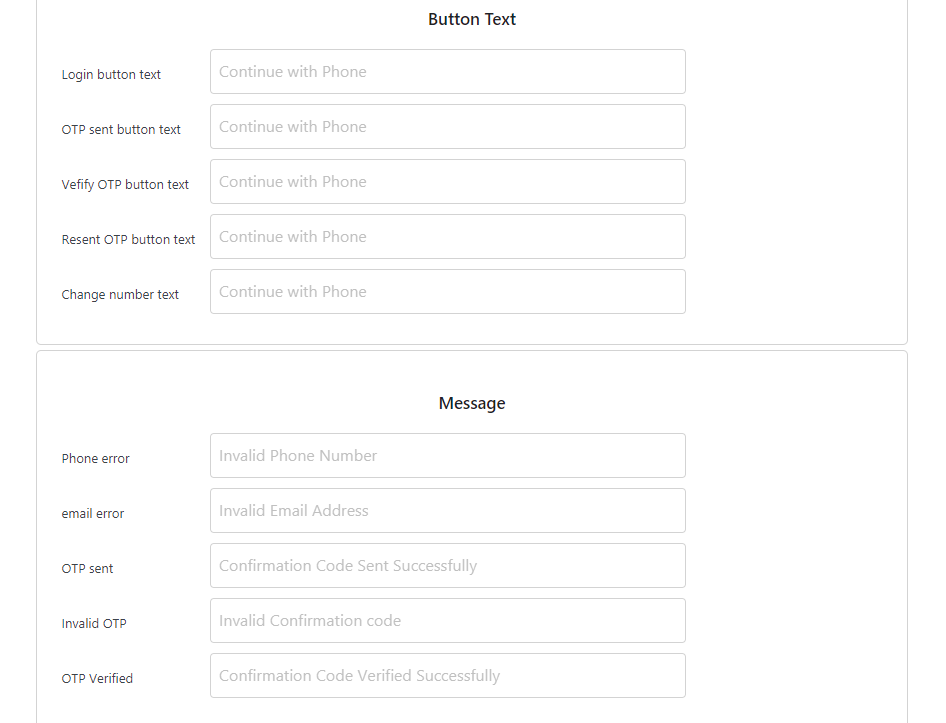 Button Text
Login button text Continue with Phone
OTP sent button text Continue with Phone
Vefify OTP button text Continue with Phone
Resent OTP button text Continue with Phone
Change number text Continue with Phone
Message
Phone error Invalid Phone Number
email error Invalid Email Address
OTP sent Confirmation Code Sent Successfully
Invalid OTP Invalid Confirmation code
OTP Verified Confirmation Code Verified Successfully